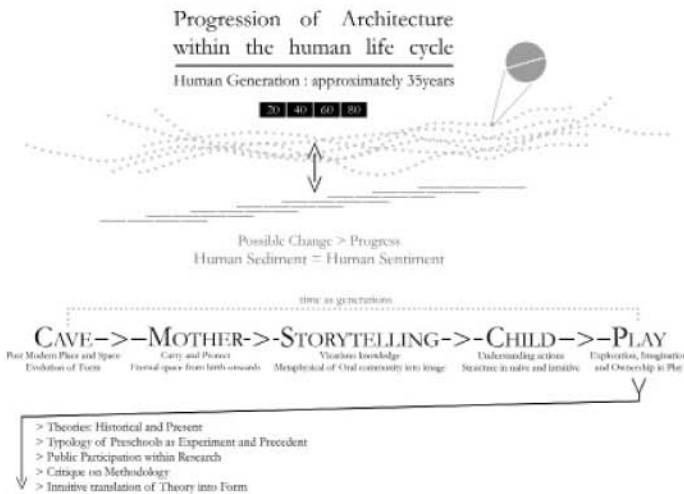 Progression of Architecture
within the human life cycle
Human Generation : approximately 35years
20 40 60 80
Possible Change > Progress
Human Sediment = Human Sentiment
time as generations
CAVE->-MOTHER->-STORYTELLING->-CHILD->-PLAY
Post Modern Place and Space Carry and Protect Vicarious knowledge Understanding actions Exploration, Imagination
Evolution of Form Eternal space from birth onwards Metaphysical of Oral community into image Structure in naive and intuitive and Ownership in Play
> Theories: Historical and Present
> Typology of Preschools as Experiment and Precedent
> Public Participation within Research
> Critique on Methodology
> Intuitive translation of Theory into Form